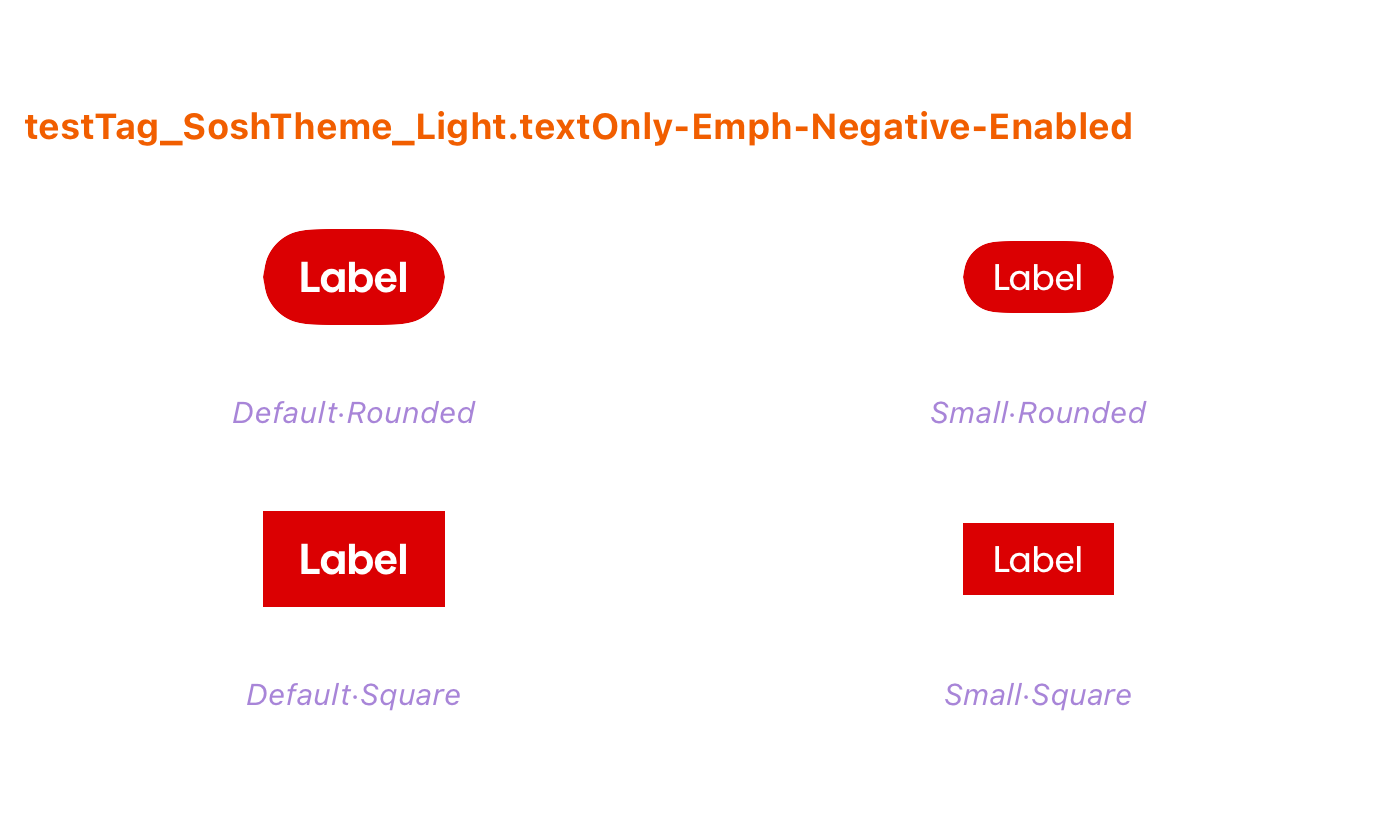 testTag_SoshTheme_Light.textOnly-Emph-Negative-Enabled
Label
Label
Default·Rounded
Small·Rounded
Label
Label
Default·Square
Small·Square